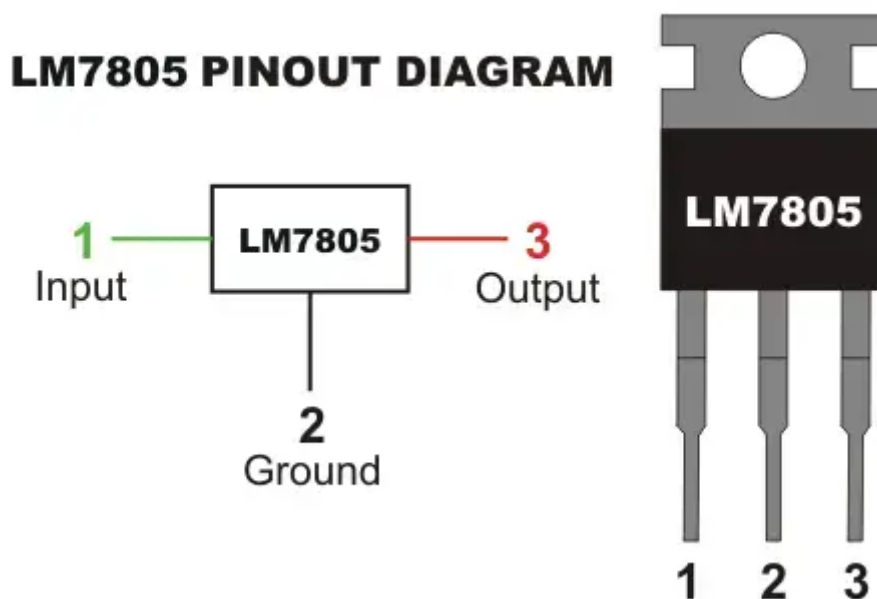 LM7805 PINOUT DIAGRAM
1
Input
LM7805
3
Output
2
Ground
LM7805
1 2 3